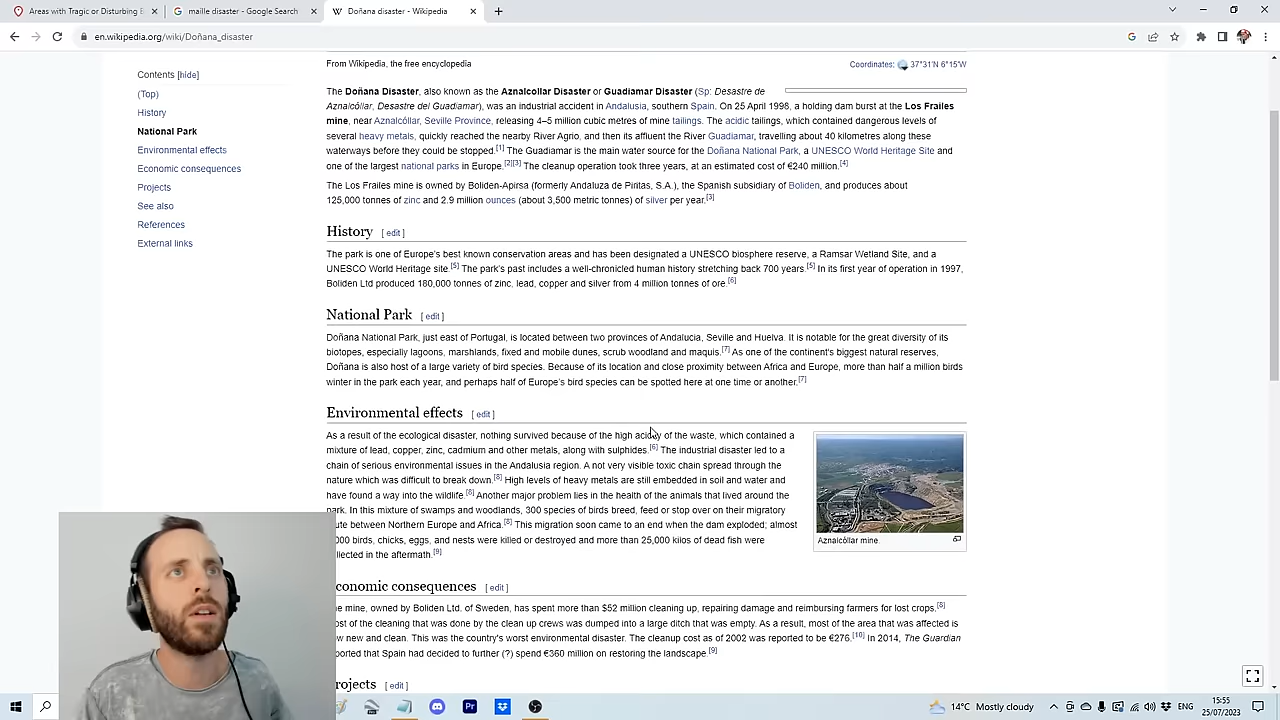 Areas with Tragic or Disturbing
maille disaster - Google Search
Doñana disaster - Wikipedia
en.wikipedia.org/wiki/Doñana_disaster
From Wikipedia, the free encyclopedia
Coordinates: 37°31′N 6°15′W
Contents [hide]
(Top)
History
National Park
Environmental effects
Economic consequences
Projects
See also
References
External links
The Doñana Disaster, also known as the Aznalcollar Disaster or Guadiamar Disaster (Sp: Desastre de
Aznalcóllar, Desastre del Guadiamar), was an industrial accident in Andalusia, southern Spain. On 25 April 1998, a holding dam burst at the Los Frailes
mine, near Aznalcóllar, Seville Province, releasing 4–5 million cubic metres of mine tailings. The acidic tailings, which contained dangerous levels of
several heavy metals, quickly reached the nearby River Agrio, and then its affluent the River Guadiamar, travelling about 40 kilometres along these
waterways before they could be stopped.[1] The Guadiamar is the main water source for the Doñana National Park, a UNESCO World Heritage Site and
one of the largest national parks in Europe.[2][3] The cleanup operation took three years, at an estimated cost of €240 million.[4]
The Los Frailes mine is owned by Boliden-Apirsa (formerly Andaluza de Piritas, S.A.), the Spanish subsidiary of Boliden, and produces about
125,000 tonnes of zinc and 2.9 million ounces (about 3,500 metric tonnes) of silver per year.[3]
History [ edit ]
The park is one of Europe's best known conservation areas and has been designated a UNESCO biosphere reserve, a Ramsar Wetland Site, and a
UNESCO World Heritage site.[5] The park's past includes a well-chronicled human history stretching back 700 years.[5] In its first year of operation in 1997,
Boliden Ltd produced 180,000 tonnes of zinc, lead, copper and silver from 4 million tonnes of ore.[6]
National Park [ edit ]
Doñana National Park, just east of Portugal, is located between two provinces of Andalucia, Seville and Huelva. It is notable for the great diversity of its
biotopes, especially lagoons, marshlands, fixed and mobile dunes, scrub woodland and maquis.[7] As one of the continent's biggest natural reserves,
Doñana is also host of a large variety of bird species. Because of its location and close proximity between Africa and Europe, more than half a million birds
winter in the park each year, and perhaps half of Europe's bird species can be spotted here at one time or another.[7]
Environmental effects [ edit ]
As a result of the ecological disaster, nothing survived because of the high acidity of the waste, which contained a
mixture of lead, copper, zinc, cadmium and other metals, along with sulphides.[6] The industrial disaster led to a
chain of serious environmental issues in the Andalusia region. A not very visible toxic chain spread through the
nature which was difficult to break down.[8] High levels of heavy metals are still embedded in soil and water and
have found a way into the wildlife.[8] Another major problem lies in the health of the animals that lived around the
park. In this mixture of swamps and woodlands, 300 species of birds breed, feed or stop over on their migratory
ute between Northern Europe and Africa.[8] This migration soon came to an end when the dam exploded; almost
000 birds, chicks, eggs, and nests were killed or destroyed and more than 25,000 kilos of dead fish were
llected in the aftermath.[9]
Aznalcóllar mine.
conomic consequences [ edit ]
e mine, owned by Boliden Ltd. of Sweden, has spent more than $52 million cleaning up, repairing damage and reimbursing farmers for lost crops.[8]
ost of the cleaning that was done by the clean up crews was dumped into a large ditch that was empty. As a result, most of the area that was affected is
w new and clean. This was the country's worst environmental disaster. The cleanup cost as of 2002 was reported to be €276.[10] In 2014, The Guardian
ported that Spain had decided to further (?) spend €360 million on restoring the landscape.[9]
rojects [ edit ]
Pr
14°C Mostly cloudy
ENG
15:55
25/07/2023